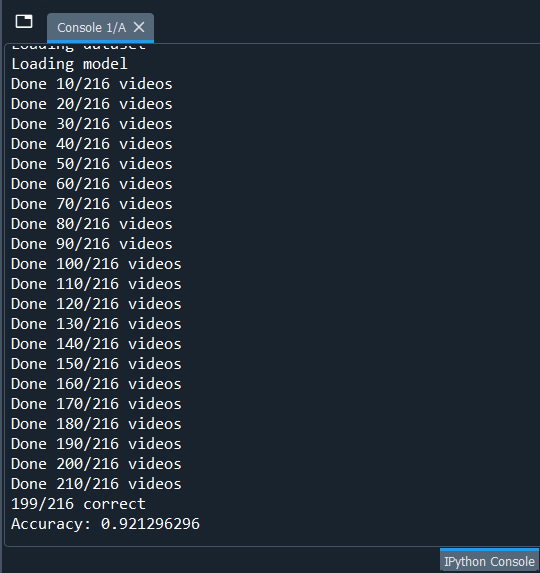 Console 1/A
Loading dataset
Loading model
Done 10/216 videos
Done 20/216 videos
Done 30/216 videos
Done 40/216 videos
Done 50/216 videos
Done 60/216 videos
Done 70/216 videos
Done 80/216 videos
Done 90/216 videos
Done 100/216 videos
Done 110/216 videos
Done 120/216 videos
Done 130/216 videos
Done 140/216 videos
Done 150/216 videos
Done 160/216 videos
Done 170/216 videos
Done 180/216 videos
Done 190/216 videos
Done 200/216 videos
Done 210/216 videos
199/216 correct
Accuracy: 0.921296296
IPython Console